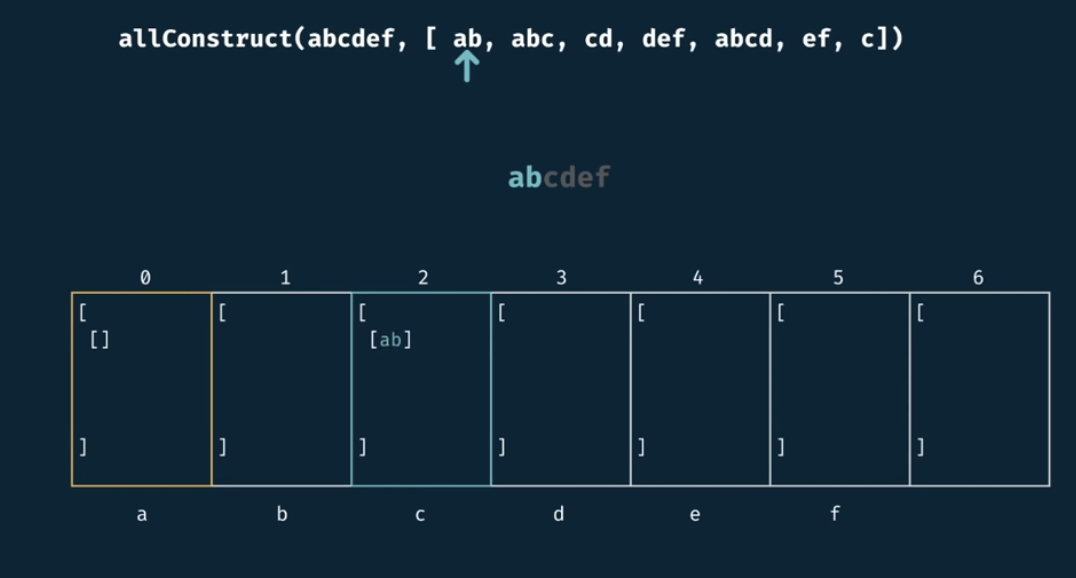 allConstruct(abcdef, [ ab, abc, cd, def, abcd, ef, c])
abcdef
0 1 2 3 4 5 6
[ [ [ [ [ [ [
[] [ab]
] ] ] ] ] ] ]
a b c d e f